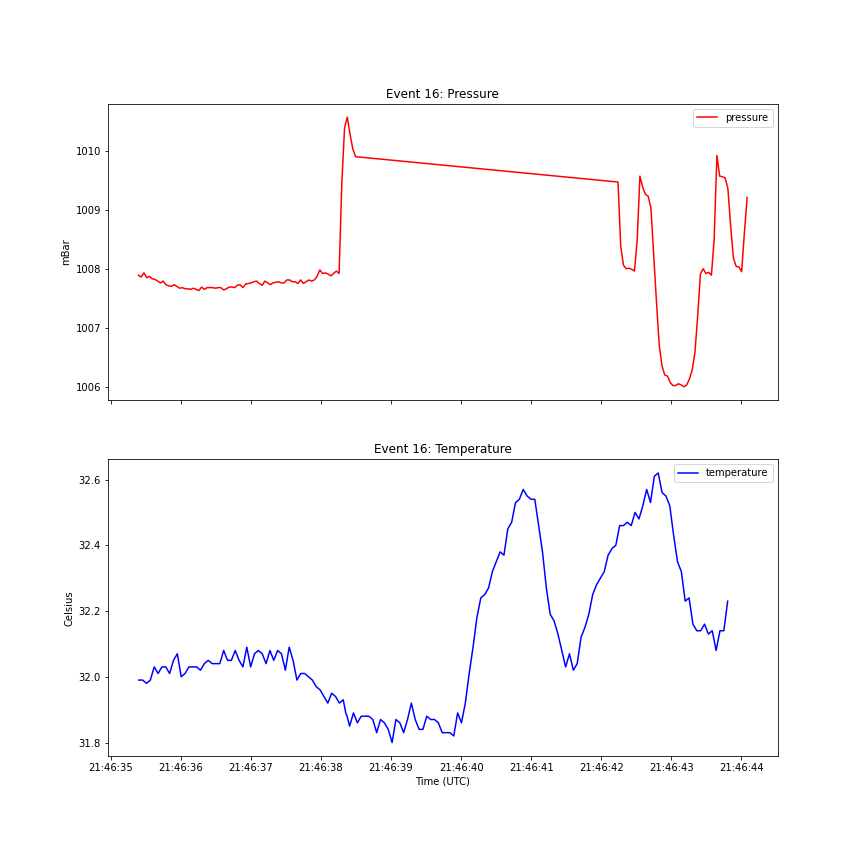 Event 16: Pressure
pressure
1010
1009
1008
1007
1006
mBar
Event 16: Temperature
temperature
32.6
32.4
32.2
32.0
31.8
Celsius
21:46:35 21:46:36 21:46:37 21:46:38 21:46:39 21:46:40 21:46:41 21:46:42 21:46:43 21:46:44
Time (UTC)